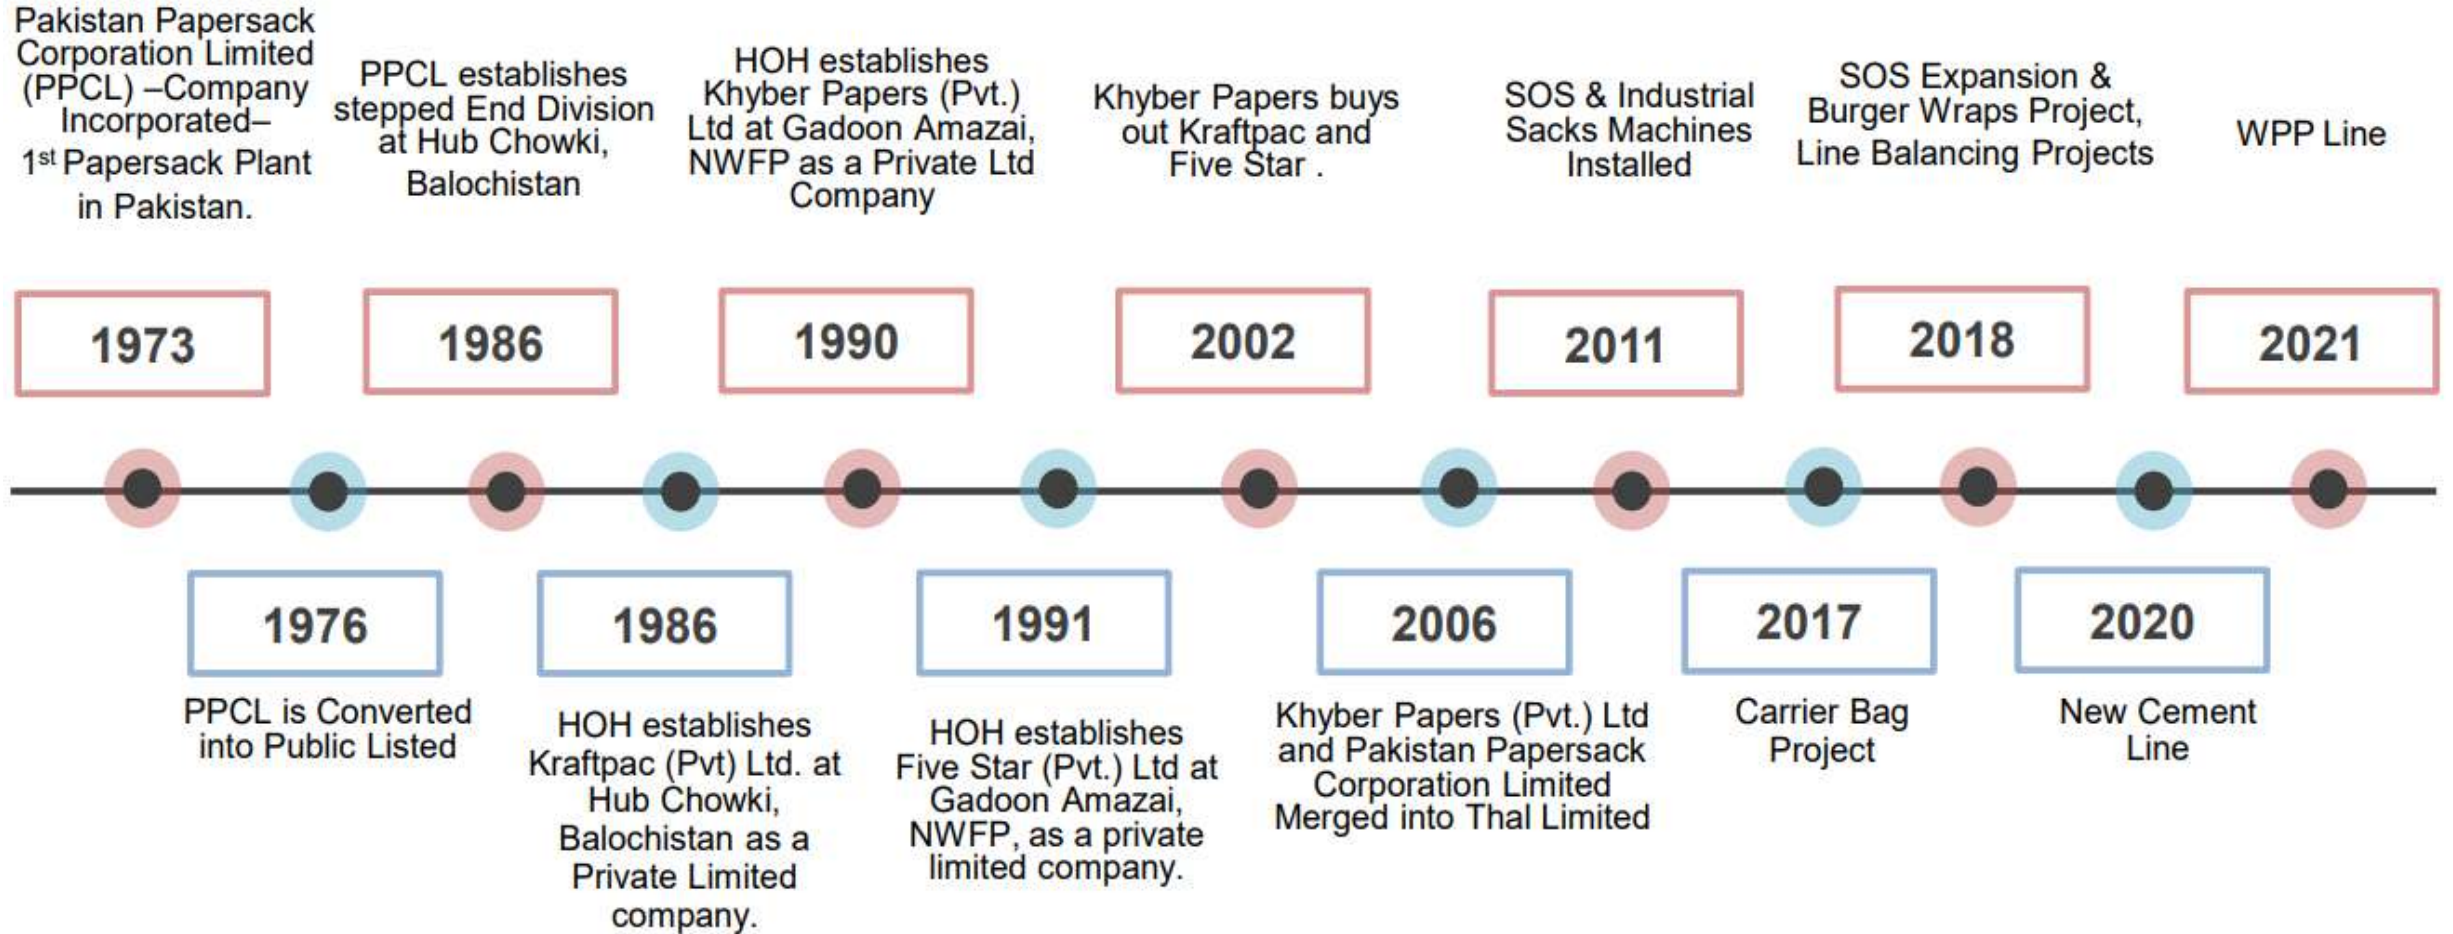 Pakistan Papersack
Corporation Limited
(PPCL) –Company
Incorporated–
1st Papersack Plant
in Pakistan.
PPCL establishes
stepped End Division
at Hub Chowki,
Balochistan
HOH establishes
Khyber Papers (Pvt.)
Ltd at Gadoon Amazai,
NWFP as a Private Ltd
Company
Khyber Papers buys
out Kraftpac and
Five Star .
SOS & Industrial
Sacks Machines
Installed
SOS Expansion &
Burger Wraps Project,
Line Balancing Projects
WPP Line
1973
1986
1990
2002
2011
2018
2021
1976
1986
1991
2006
2017
2020
PPCL is Converted
into Public Listed
HOH establishes
Kraftpac (Pvt) Ltd. at
Hub Chowki,
Balochistan as a
Private Limited
company.
HOH establishes
Five Star (Pvt.) Ltd at
Gadoon Amazai,
NWFP, as a private
limited company.
Khyber Papers (Pvt.) Ltd
and Pakistan Papersack
Corporation Limited
Merged into Thal Limited
Carrier Bag
Project
New Cement
Line